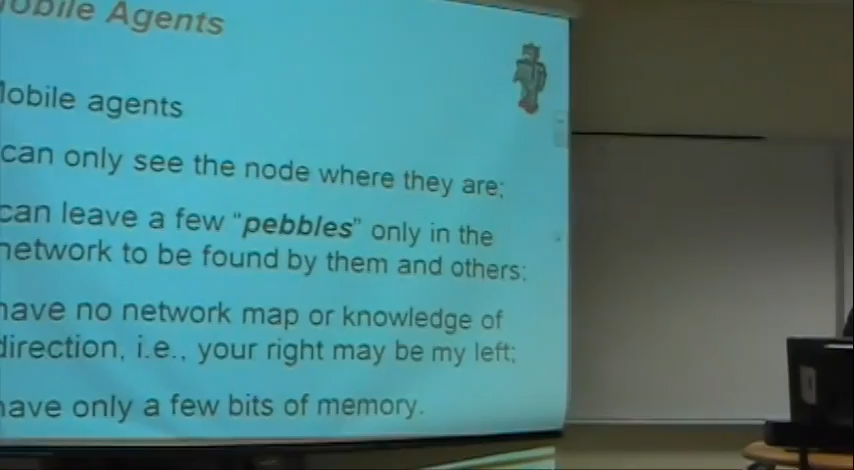 obile Agents
obile agents
can only see the node where they are;
can leave a few "pebbles" only in the
network to be found by them and others;
have no network map or knowledge of
direction, i.e., your right may be my left;
have only a few bits of memory.